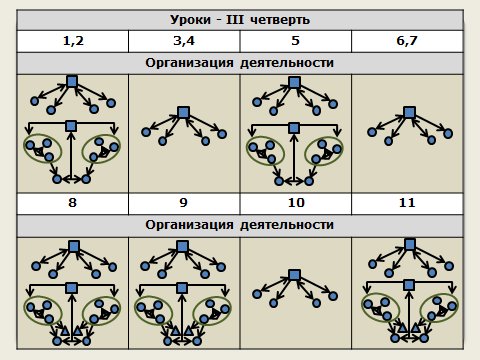 Уроки - III четверть
1,2 3,4 5 6,7
Организация деятельности
8 9 10 11
Организация деятельности